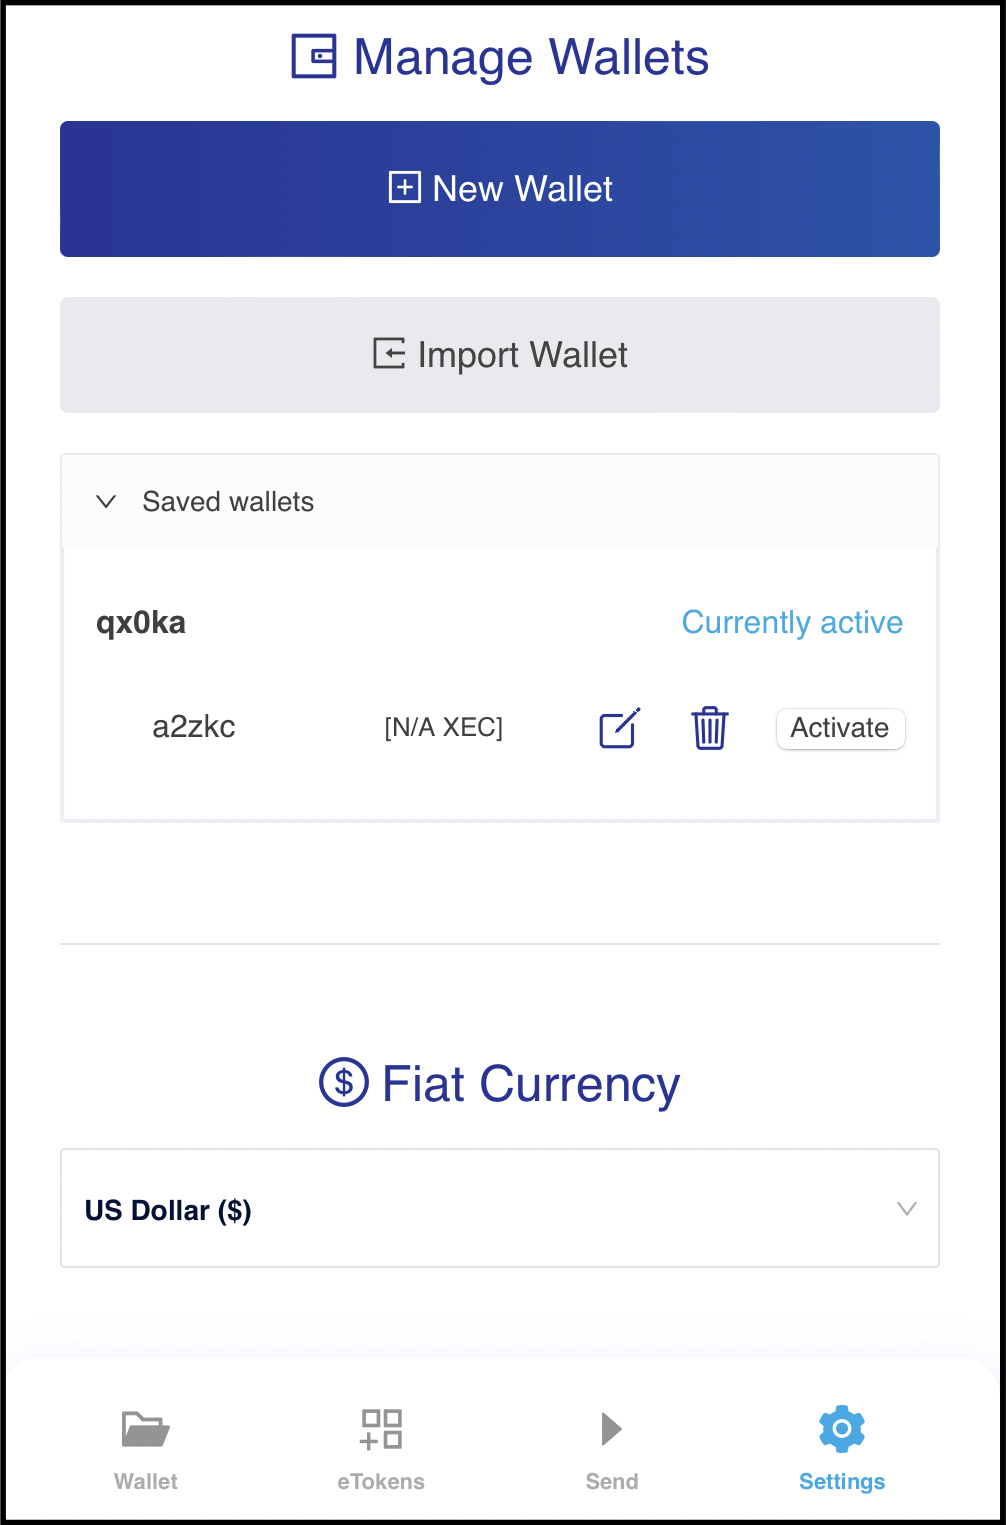 Manage Wallets
New Wallet
Import Wallet
Saved wallets
qx0ka Currently active
a2zkc [N/A XEC] Activate
Fiat Currency
US Dollar ($)
Wallet eTokens Send Settings